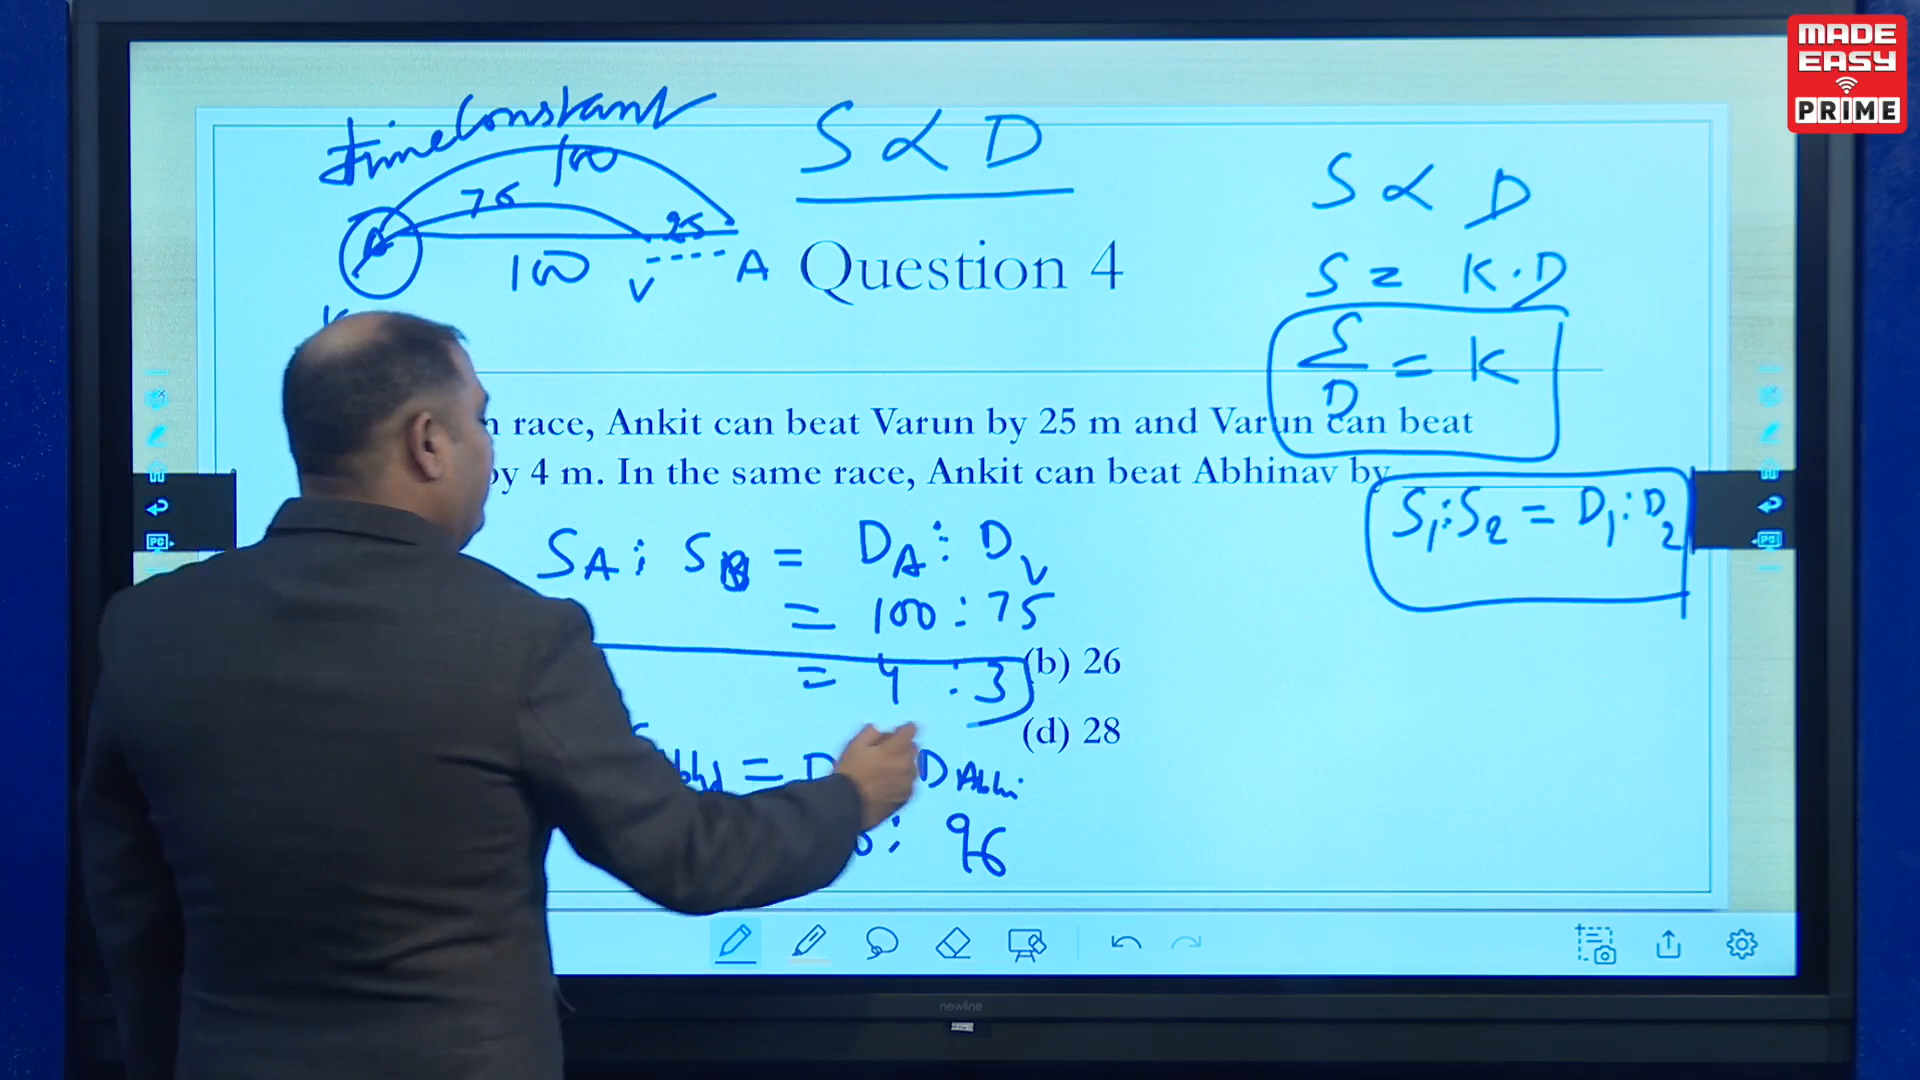 MADE
EASY
PRIME
time Constant
S ∝ D
100
75
25
A
100
V
A
Question 4
S ∝ D
S = K.D
S/D = K
race, Ankit can beat Varun by 25 m and Varun can beat
by 4 m. In the same race, Ankit can beat Abhinav by
S1:S2 = D1:D2
SA : S = DA : DV
= 100 : 75
= 4 : 3
(b) 26
(d) 28
= D D Abhi
: 96
newline